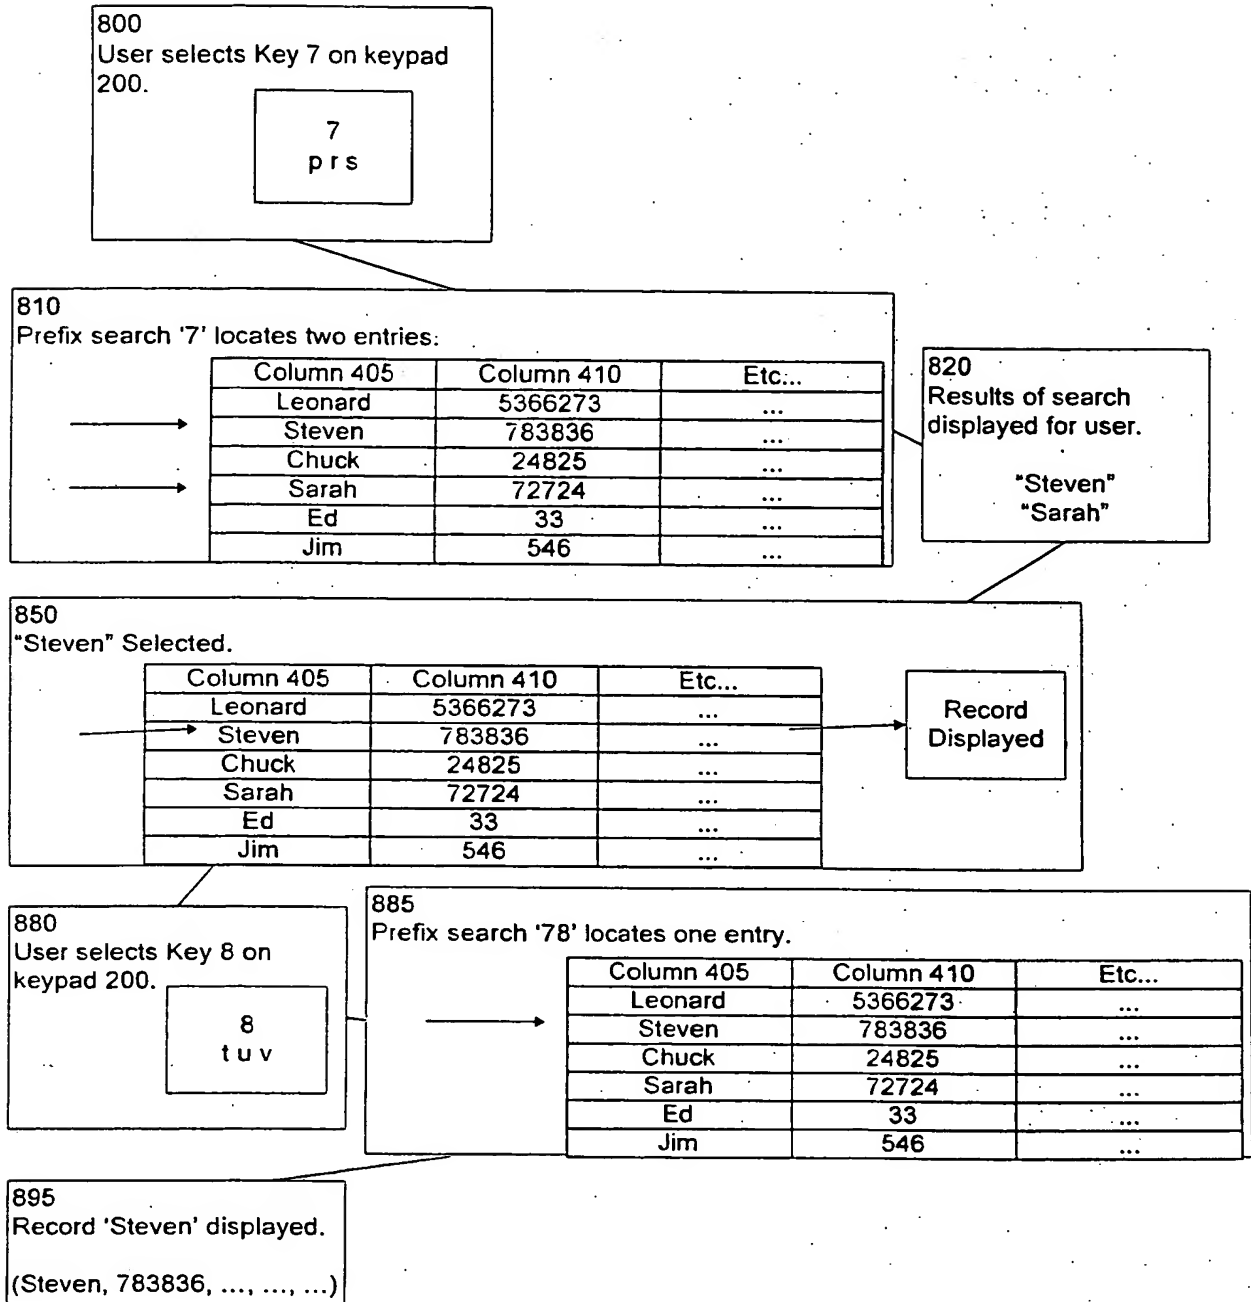 800
User selects Key 7 on keypad
200.
7
p r s
810
Prefix search '7' locates two entries.
Column 405 Column 410 Etc...
Leonard 5366273 ...
Steven 783836 ...
Chuck 24825 ...
Sarah 72724 ...
Ed 33 ...
Jim 546 ...
820
Results of search
displayed for user.
"Steven"
"Sarah"
850
"Steven" Selected.
Column 405 Column 410 Etc...
Leonard 5366273 ...
Steven 783836 ...
Chuck 24825 ...
Sarah 72724 ...
Ed 33 ...
Jim 546 ...
Record
Displayed
880
User selects Key 8 on
keypad 200.
8
t u v
885
Prefix search '78' locates one entry.
Column 405 Column 410 Etc...
Leonard 5366273 ...
Steven 783836 ...
Chuck 24825 ...
Sarah 72724 ...
Ed 33 ...
Jim 546 ...
895
Record 'Steven' displayed.
(Steven, 783836, ..., ..., ...)